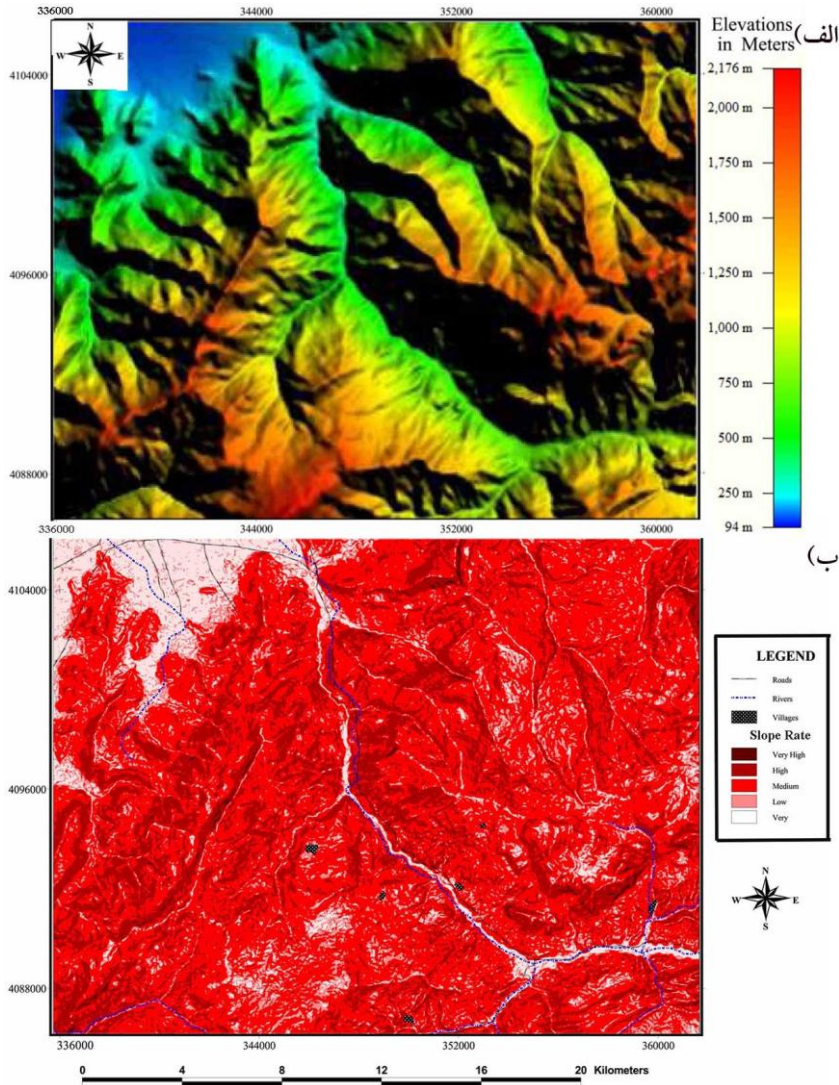 336000 344000 352000 360000
الف)
Elevations
in Meters
N
W E
S
4104000
4096000
4088000
2,176 m
2,000 m
1,750 m
1,500 m
1,250 m
1,000 m
750 m
500 m
250 m
94 m
336000 344000 352000 360000
ب)
4104000
4096000
4088000
LEGEND
Roads
Rivers
Villages
Slope Rate
Very High
High
Medium
Low
Very
N
W E
S
336000 344000 352000 360000
0 4 8 12 16 20 Kilometers